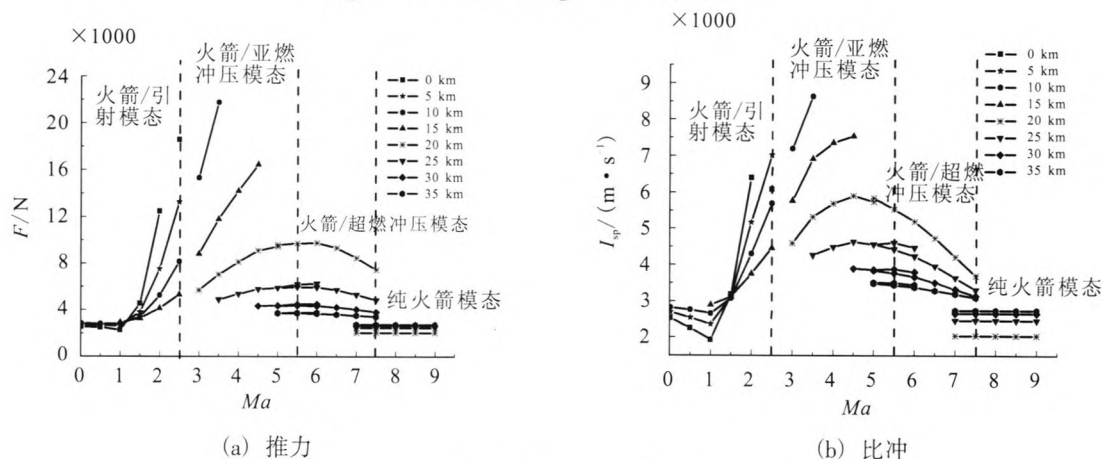 ×1000
火箭/亚燃
冲压模态
火箭/引
射模态
0 km
5 km
10 km
15 km
20 km
25 km
30 km
35 km
火箭/超燃冲压模态
纯火箭模态
F/N
24
20
16
12
8
4
0
0 1 2 3 4 5 6 7 8 9
Ma
(a) 推力
×1000
火箭/亚燃
冲压模态
火箭/引
射模态
0 km
5 km
10 km
15 km
20 km
25 km
30 km
35 km
火箭/超燃
冲压模态
纯火箭模态
Isp/(m·s⁻¹)
9
8
7
6
5
4
3
2
0 1 2 3 4 5 6 7 8 9
Ma
(b) 比冲